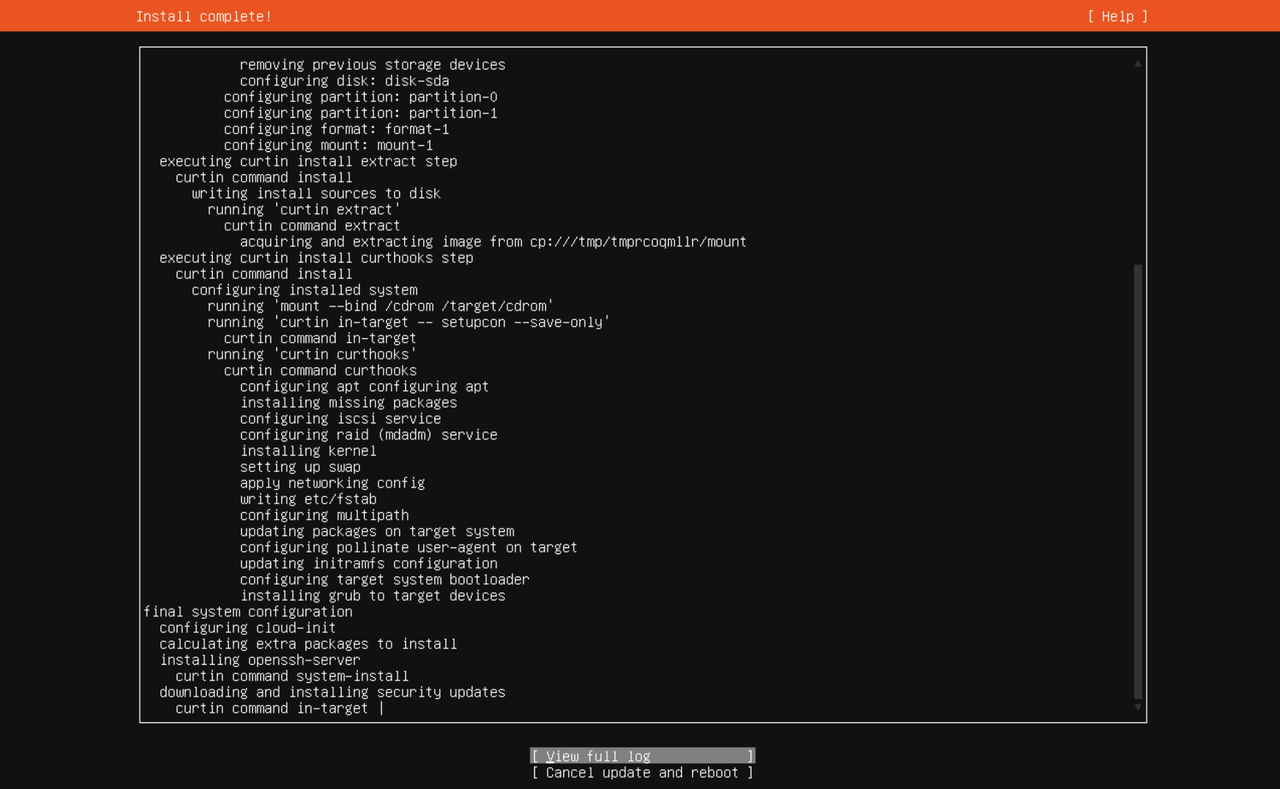 Install complete!
[ Help ]
removing previous storage devices
configuring disk: disk-sda
configuring partition: partition-0
configuring partition: partition-1
configuring format: format-1
configuring mount: mount-1
executing curtin install extract step
curtin command install
writing install sources to disk
running 'curtin extract'
curtin command extract
acquiring and extracting image from cp:///tmp/tmprcoqmllr/mount
executing curtin install curthooks step
curtin command install
configuring installed system
running 'mount --bind /cdrom /target/cdrom'
running 'curtin in-target -- setupcon --save-only'
curtin command in-target
running 'curtin curthooks'
curtin command curthooks
configuring apt configuring apt
installing missing packages
configuring iscsi service
configuring raid (mdadm) service
installing kernel
setting up swap
apply networking config
writing etc/fstab
configuring multipath
updating packages on target system
configuring pollinate user-agent on target
updating initramfs configuration
configuring target system bootloader
installing grub to target devices
final system configuration
configuring cloud-init
calculating extra packages to install
installing openssh-server
curtin command system-install
downloading and installing security updates
curtin command in-target |
[ View full log ]
[ Cancel update and reboot ]